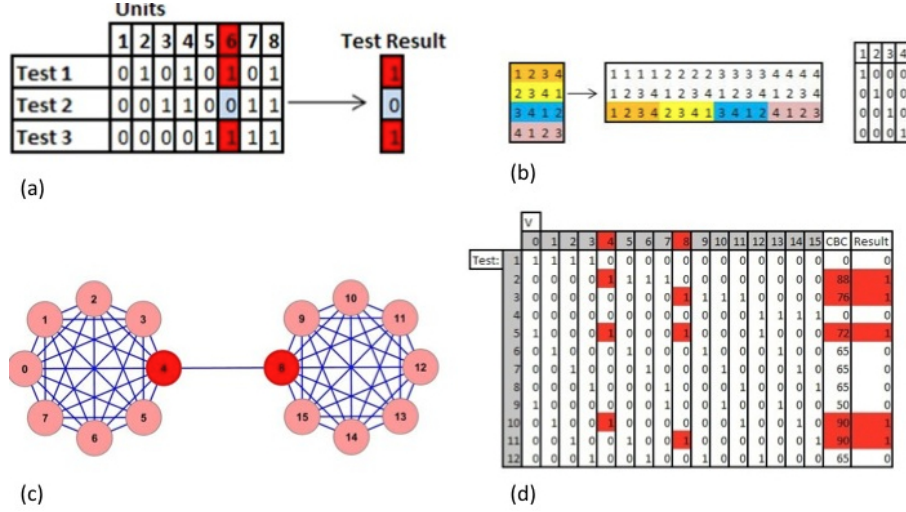 Units
1 2 3 4 5 6 7 8
Test Result
Test 1 0 1 0 1 0 1 0 1 1
Test 2 0 0 1 1 0 0 1 1 0
Test 3 0 0 0 0 1 1 1 1 1
(a)
1 2 3 4
2 3 4 1
3 4 1 2
4 1 2 3
1 1 1 1 2 2 2 2 3 3 3 3 4 4 4 4
1 2 3 4 1 2 3 4 1 2 3 4 1 2 3 4
1 2 3 4 2 3 4 1 3 4 1 2 4 1 2 3
1 2 3 4
1 0 0 0
0 1 0 0
0 0 1 0
0 0 0 1
(b)
2
1
3
0
4
7
5
6
10
9
11
8
12
15
13
14
(c)
V
0 1 2 3 4 5 6 7 8 9 10 11 12 13 14 15 CBC Result
Test: 1 1 1 1 1 0 0 0 0 0 0 0 0 0 0 0 0 0 0
2 0 0 0 0 1 1 1 1 0 0 0 0 0 0 0 0 88 1
3 0 0 0 0 0 0 0 0 1 1 1 1 0 0 0 0 76 1
4 0 0 0 0 0 0 0 0 0 0 0 0 1 1 1 1 0 0
5 1 0 0 0 1 0 0 0 1 0 0 0 1 0 0 0 72 1
6 0 1 0 0 0 1 0 0 0 1 0 0 0 1 0 0 65 0
7 0 0 1 0 0 0 1 0 0 0 1 0 0 0 1 0 65 0
8 0 0 0 1 0 0 0 1 0 0 0 1 0 0 0 1 65 0
9 1 0 0 0 0 0 0 1 0 0 1 0 0 1 0 0 50 0
10 0 1 0 0 1 0 0 0 0 0 0 1 0 0 1 0 90 1
11 0 0 1 0 0 1 0 0 1 0 0 0 0 0 0 1 90 1
12 0 0 0 1 0 0 1 0 0 1 0 0 1 0 0 0 65 0
(d)